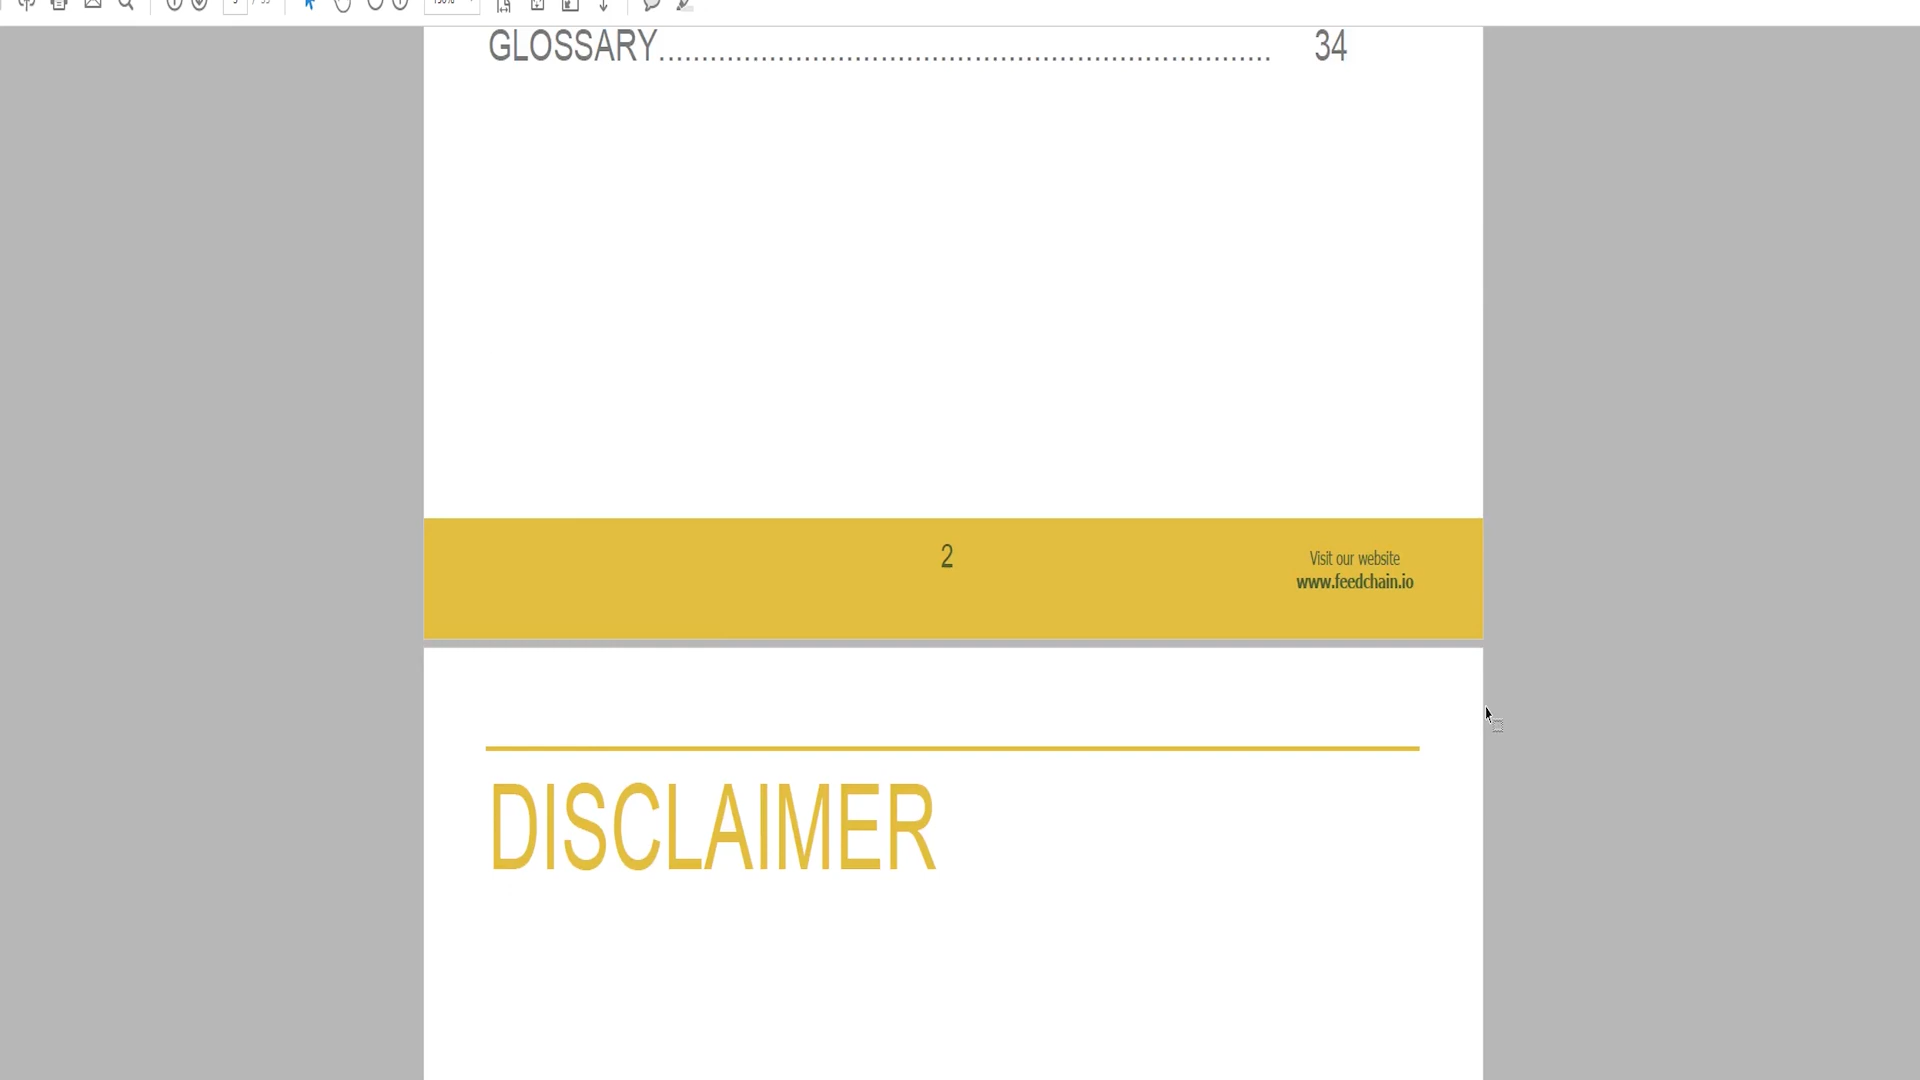 GLOSSARY.......................................................................... 34
2
Visit our website
www.feedchain.io
DISCLAIMER